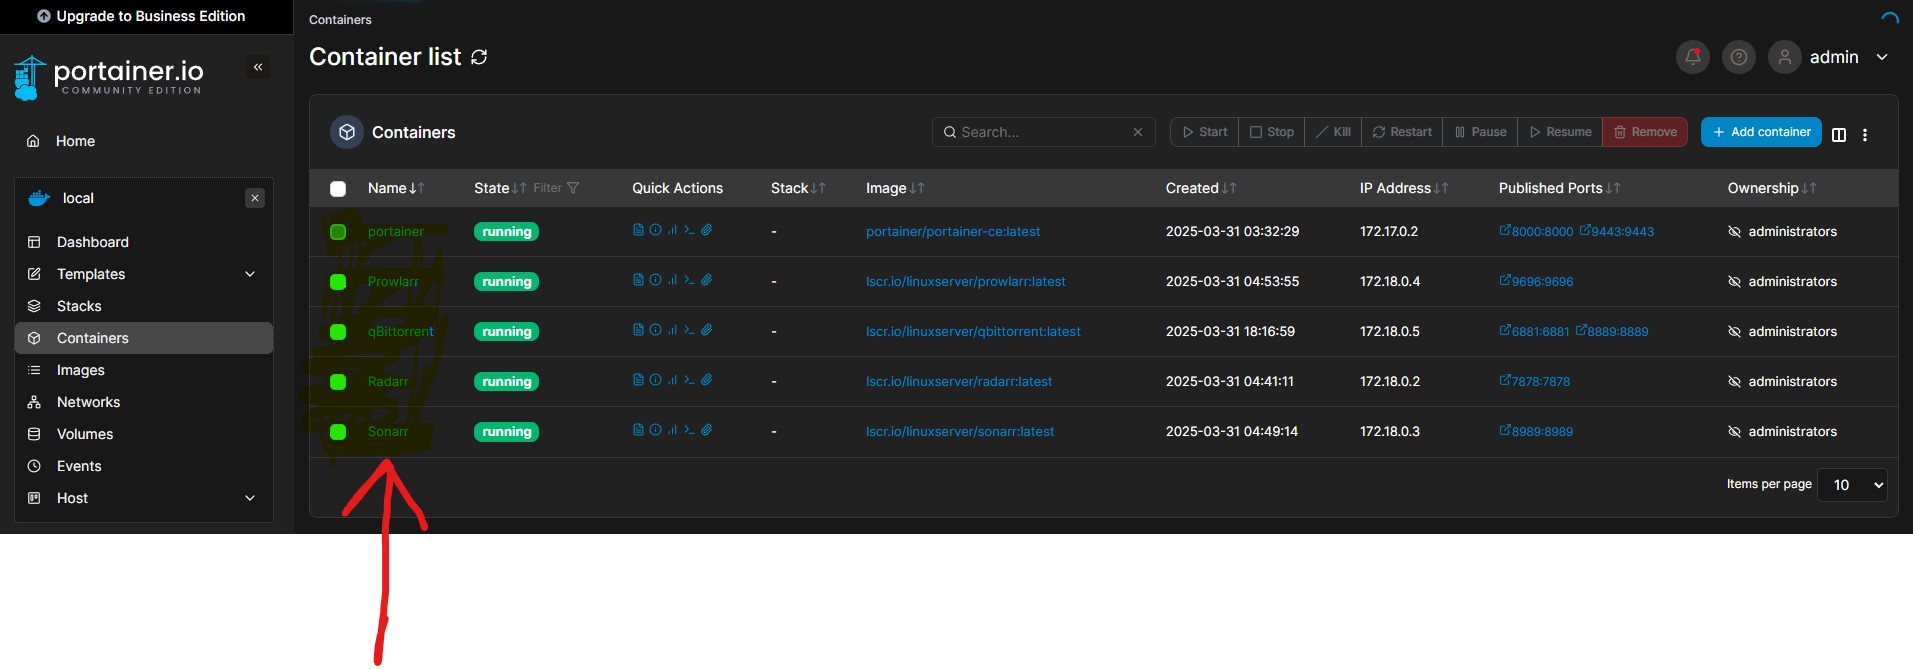 Upgrade to Business Edition
portainer.io
COMMUNITY EDITION
Home
local
Dashboard
Templates
Stacks
Containers
Images
Networks
Volumes
Events
Host
Containers
Container list
admin
Containers
Search...
Start Stop Kill Restart Pause Resume Remove Add container
Name State Filter Quick Actions Stack Image Created IP Address Published Ports Ownership
portainer running - portainer/portainer-ce:latest 2025-03-31 03:32:29 172.17.0.2 8000:8000 9443:9443 administrators
Prowlarr running - lscr.io/linuxserver/prowlarr:latest 2025-03-31 04:53:55 172.18.0.4 9696:9696 administrators
qBittorrent running - lscr.io/linuxserver/qbittorrent:latest 2025-03-31 18:16:59 172.18.0.5 6881:6881 8889:8889 administrators
Radarr running - lscr.io/linuxserver/radarr:latest 2025-03-31 04:41:11 172.18.0.2 7878:7878 administrators
Sonarr running - lscr.io/linuxserver/sonarr:latest 2025-03-31 04:49:14 172.18.0.3 8989:8989 administrators
Items per page 10